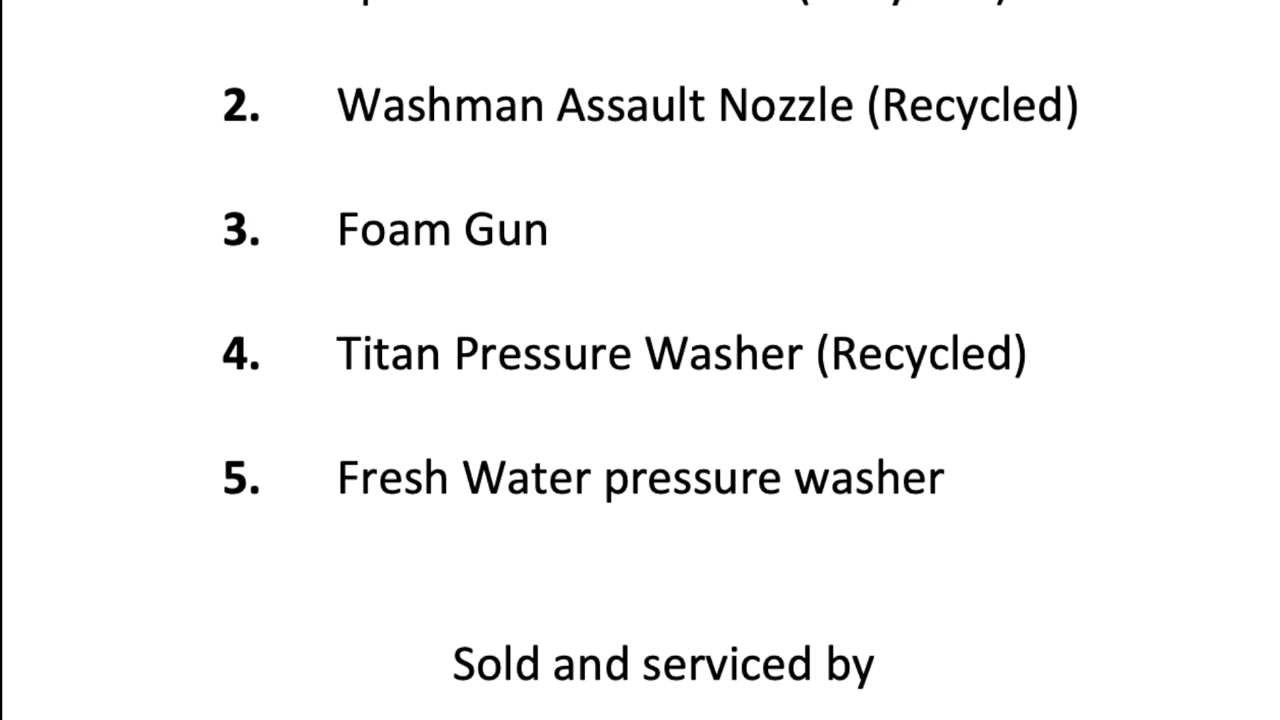 2. Washman Assault Nozzle (Recycled)
3. Foam Gun
4. Titan Pressure Washer (Recycled)
5. Fresh Water pressure washer
Sold and serviced by